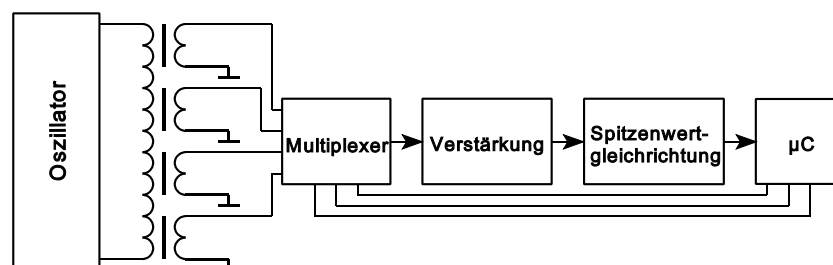 Oszillator
Multiplexer
Verstärkung
Spitzenwert-
gleichrichtung
µC